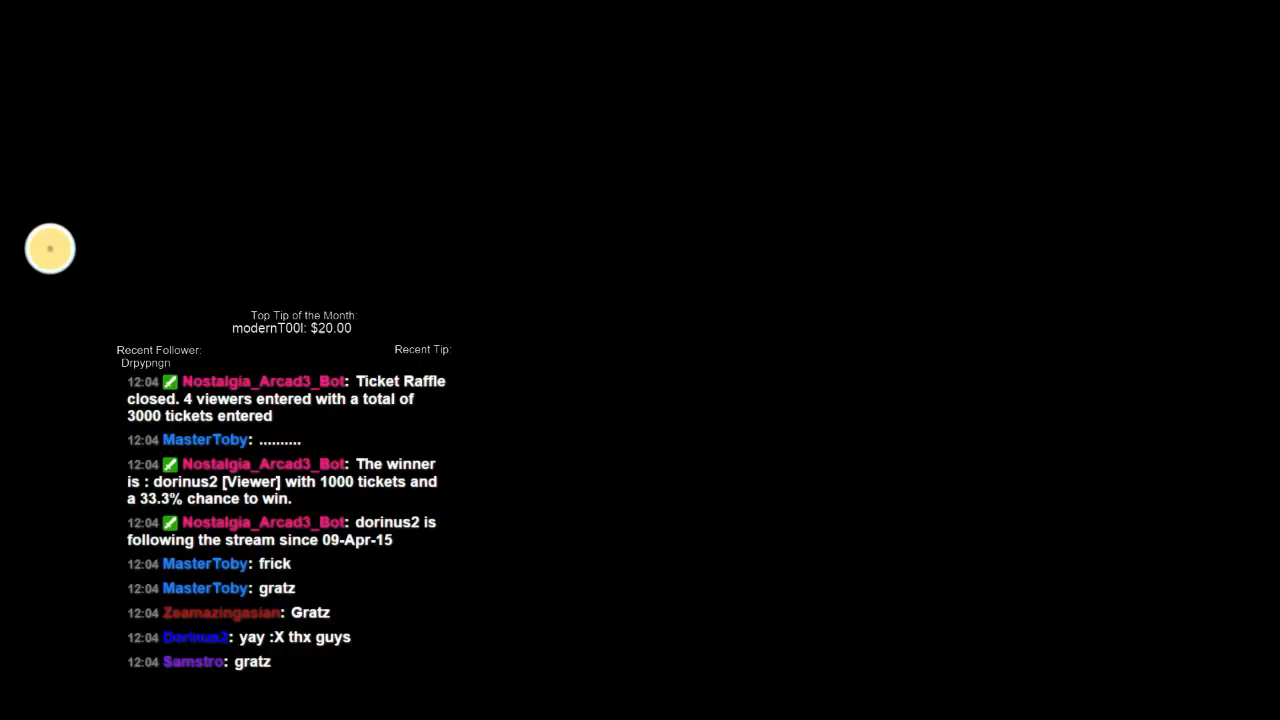 Top Tip of the Month:
modernT00l: $20.00
Recent Follower:
Recent Tip:
Drpypngn
12:04 Nostalgia_Arcad3_Bot: Ticket Raffle
closed. 4 viewers entered with a total of
3000 tickets entered
12:04 MasterToby: ..........
12:04 Nostalgia_Arcad3_Bot: The winner
is : dorinus2 [Viewer] with 1000 tickets and
a 33.3% chance to win.
12:04 Nostalgia_Arcad3_Bot: dorinus2 is
following the stream since 09-Apr-15
12:04 MasterToby: frick
12:04 MasterToby: gratz
12:04 Zeamazingasian: Gratz
12:04 Dorinus2: yay :X thx guys
12:04 Samstro: gratz